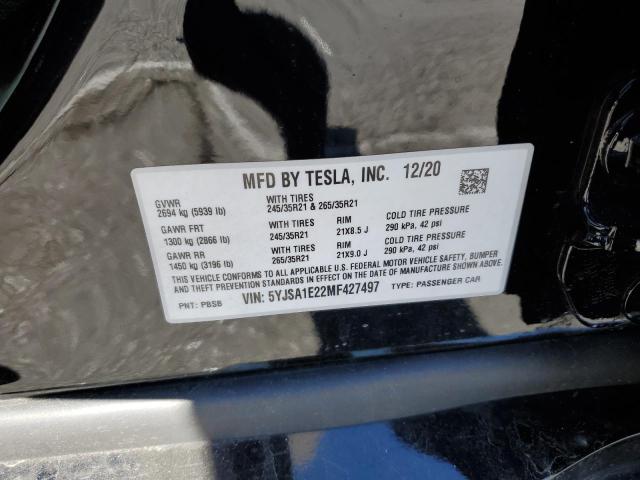 MFD BY TESLA, INC. 12/20
GVWR
2694 kg (5939 lb)
WITH TIRES
245/35R21 & 265/35R21
GAWR FRT
1300 kg (2866 lb)
WITH TIRES
245/35R21
RIM
21X8.5 J
COLD TIRE PRESSURE
290 kPa, 42 psi
GAWR RR
1450 kg (3196 lb)
WITH TIRES
265/35R21
RIM
21X9.0 J
COLD TIRE PRESSURE
290 kPa, 42 psi
THIS VEHICLE CONFORMS TO ALL APPLICABLE U.S. FEDERAL MOTOR VEHICLE SAFETY, BUMPER
AND THEFT PREVENTION STANDARDS IN EFFECT ON THE DATE OF MANUFACTURE SHOWN ABOVE.
PNT: PBSB
VIN: 5YJSA1E22MF427497
TYPE: PASSENGER CAR